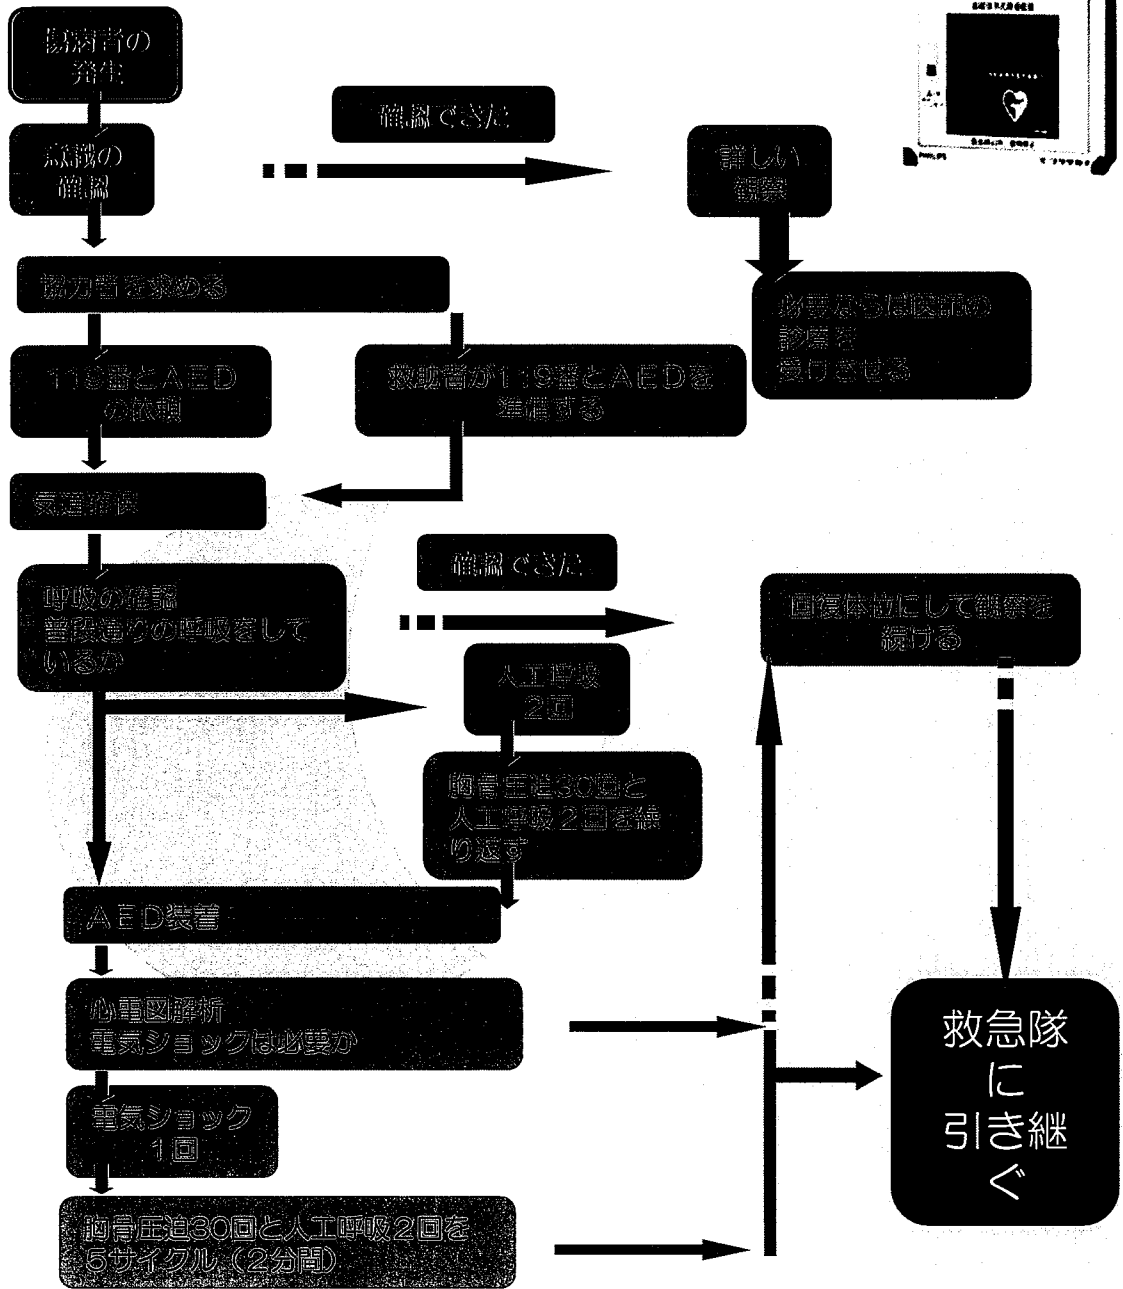 傷病者の
発生
意識の
確認
確認できた
詳しい
観察
必要ならば医師の
診察を
受けさせる
協力者を求める
119番とAED
の依頼
救助者が119番とAEDを
準備する
気道確保
呼吸の確認
普段通りの呼吸をして
いるか
確認できた
回復体位にして観察を
続ける
人工呼吸
2回
胸骨圧迫30回と
人工呼吸2回を繰
り返す
AED装着
心電図解析
電気ショックは必要か
電気ショック
1回
胸骨圧迫30回と人工呼吸2回を
5サイクル(2分間)
救急隊
に
引き継
ぐ